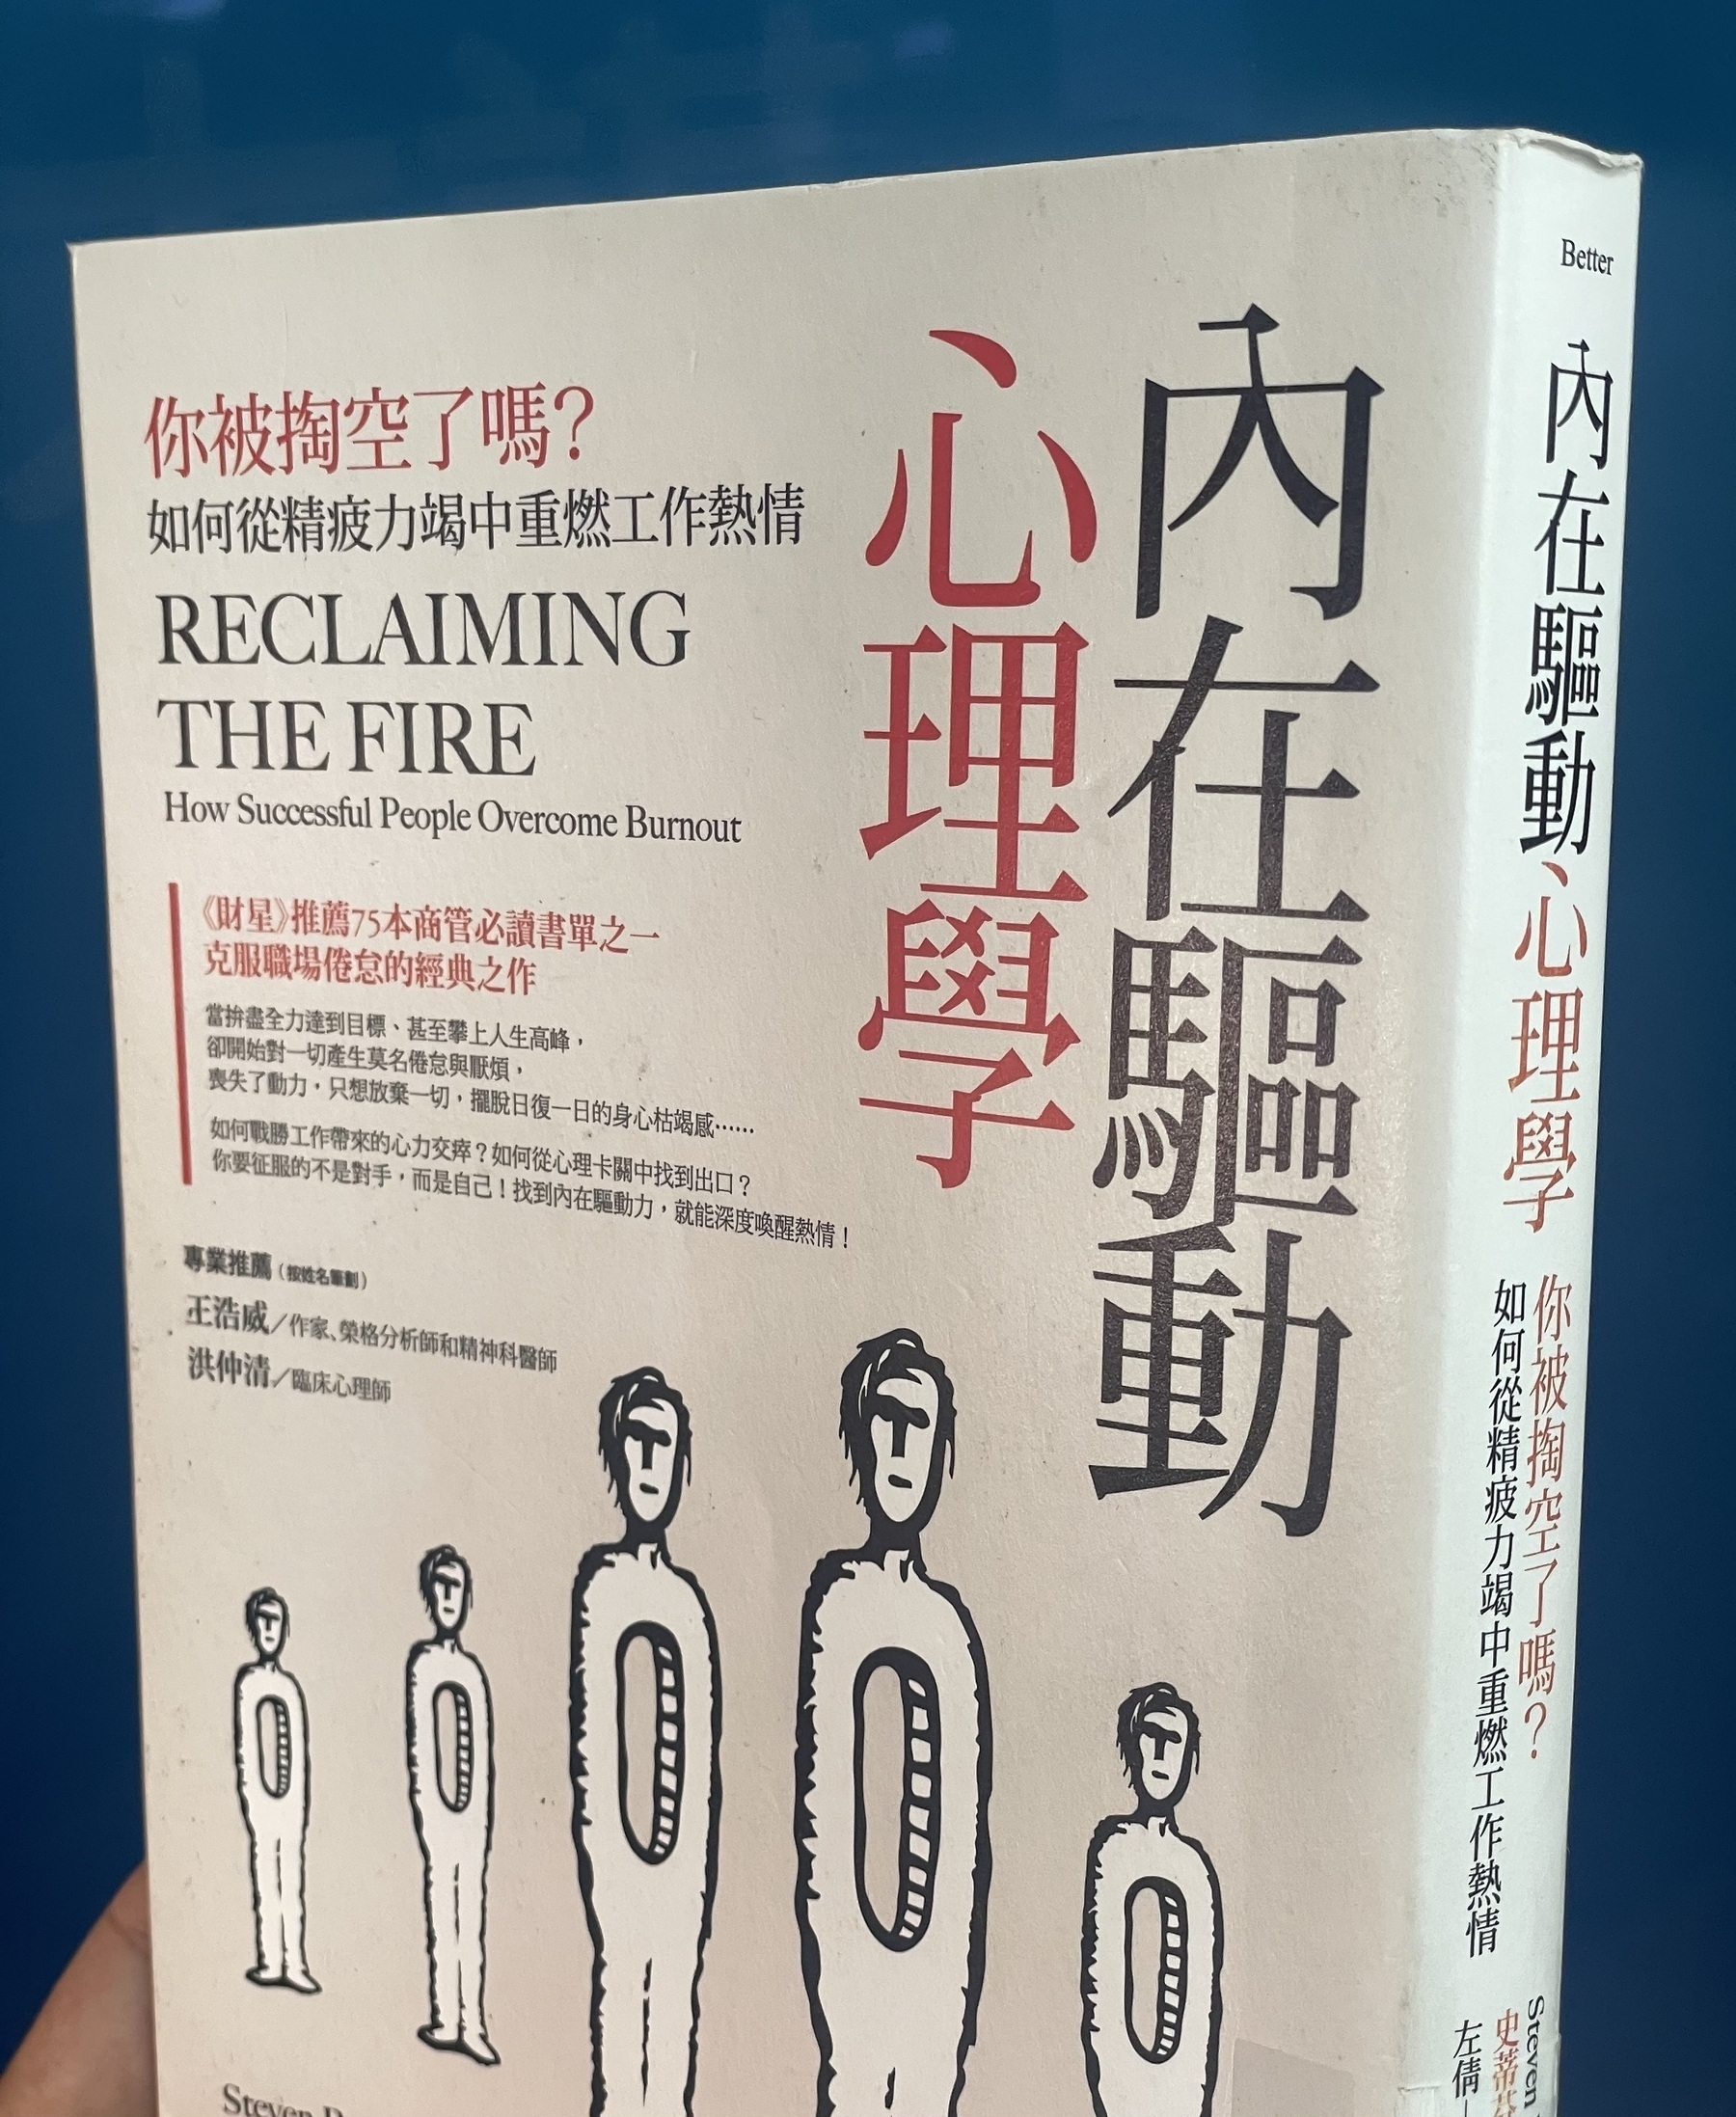 內在驅動
心理學
你被掏空了嗎？
如何從精疲力竭中重燃工作熱情
RECLAIMING
THE FIRE
How Successful People Overcome Burnout
《財星》推薦75本商管必讀書單之一
克服職場倦怠的經典之作
當拚盡全力達到目標、甚至攀上人生高峰，
卻開始對一切產生莫名倦怠與厭煩，
喪失了動力，只想放棄一切，擺脫日復一日的身心枯竭感……
如何戰勝工作帶來的心力交瘁？如何從心理卡關中找到出口？
你要征服的不是對手，而是自己！找到內在驅動力，就能深度喚醒熱情！
專業推薦（按姓名筆劃）
王浩威／作家、榮格分析師和精神科醫師
洪仲清／臨床心理師
Steven
Better
內在驅動心理學
你被掏空了嗎？
如何從精疲力竭中重燃工作熱情
Steven
史蒂芬
左倩